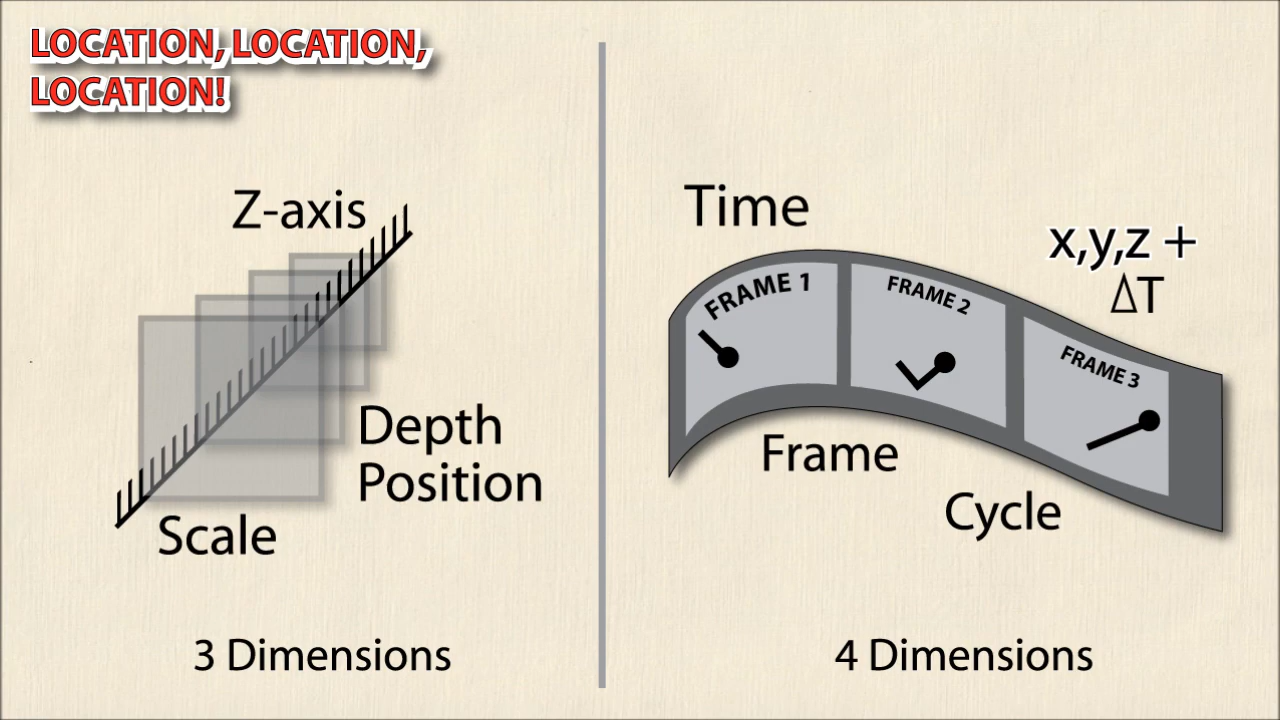 LOCATION, LOCATION,
LOCATION!
Z-axis
Depth
Position
Scale
3 Dimensions
Time
x,y,z +
ΔT
FRAME 1
FRAME 2
FRAME 3
Frame
Cycle
4 Dimensions